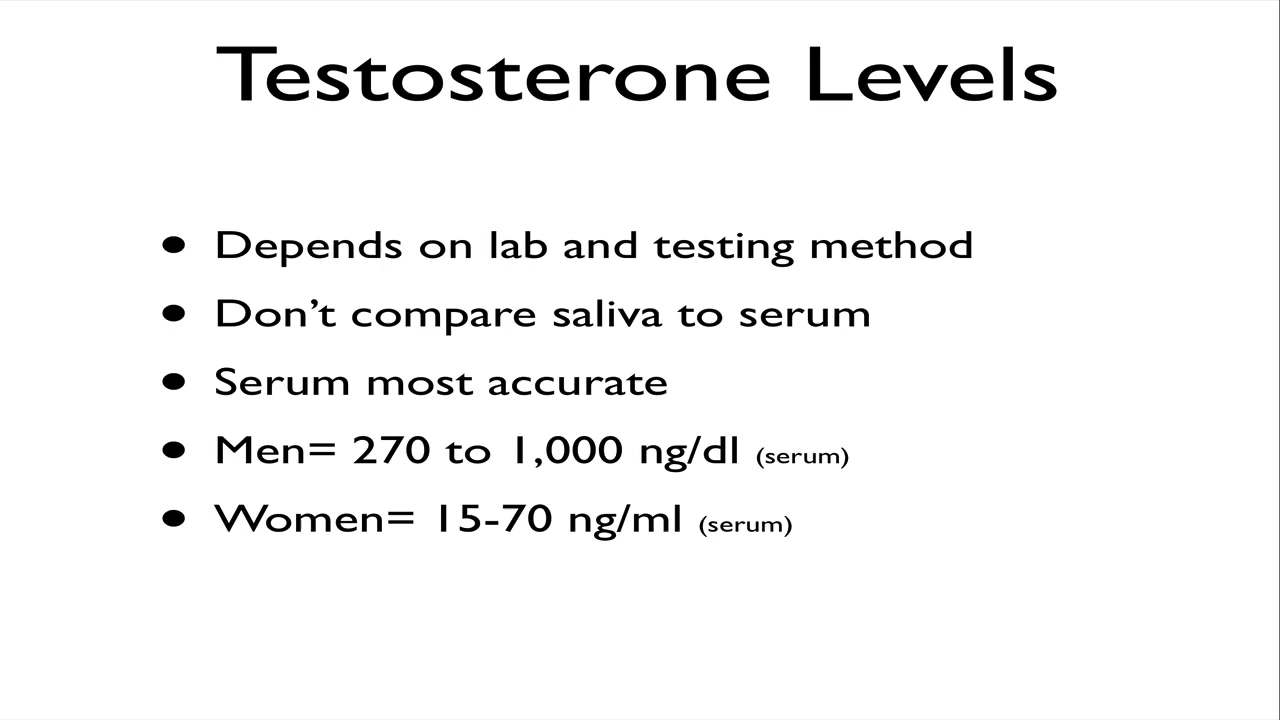 Testosterone Levels
• Depends on lab and testing method
• Don’t compare saliva to serum
• Serum most accurate
• Men= 270 to 1,000 ng/dl (serum)
• Women= 15-70 ng/ml (serum)